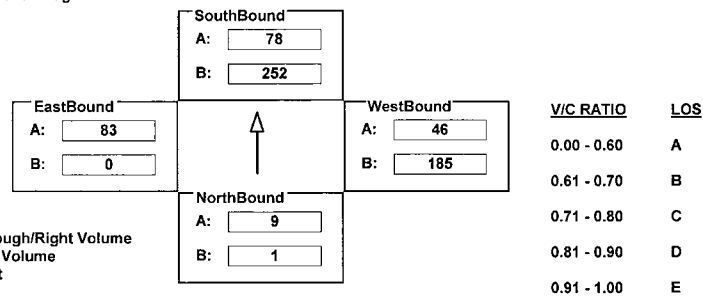 SouthBound
A: 78
B: 252
EastBound
A: 83
B: 0
WestBound
A: 46
B: 185
NorthBound
A: 9
B: 1
V/C RATIO LOS
0.00 - 0.60 A
0.61 - 0.70 B
0.71 - 0.80 C
0.81 - 0.90 D
0.91 - 1.00 E
ough/Right Volume
Volume